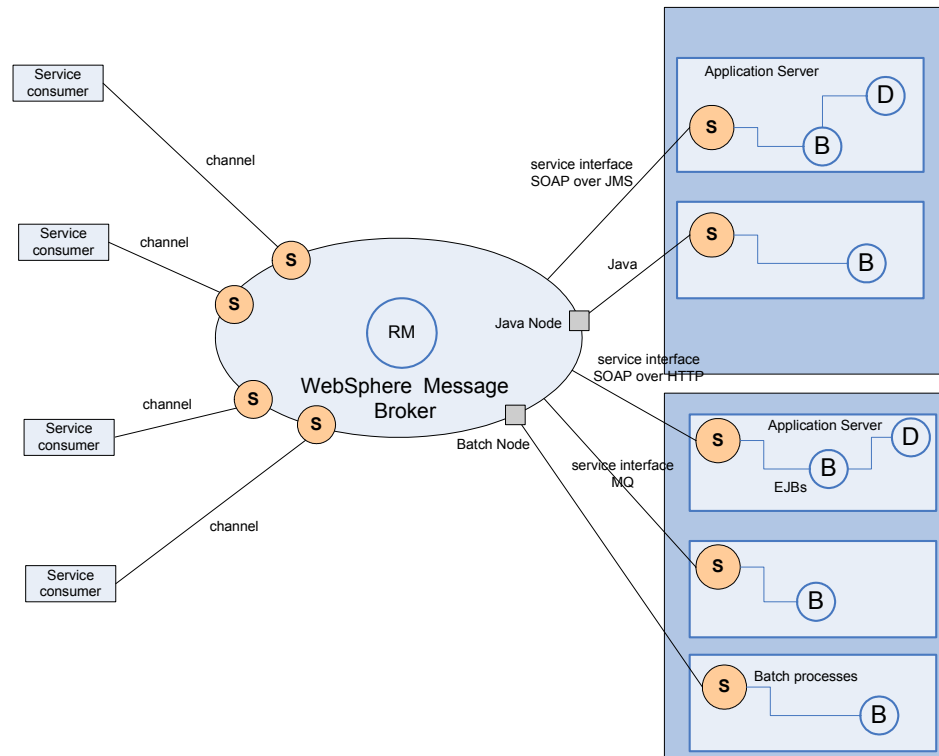 Service
consumer
channel
S
Service
consumer
channel
S
Service
consumer
channel
S
Service
consumer
channel
S
RM
WebSphere Message
Broker
Java Node
Batch Node
service interface
SOAP over JMS
Java
service interface
SOAP over HTTP
service interface
MQ
Application Server
S
B
D
S
B
Application Server
S
B
D
EJBs
S
B
Batch processes
S
B